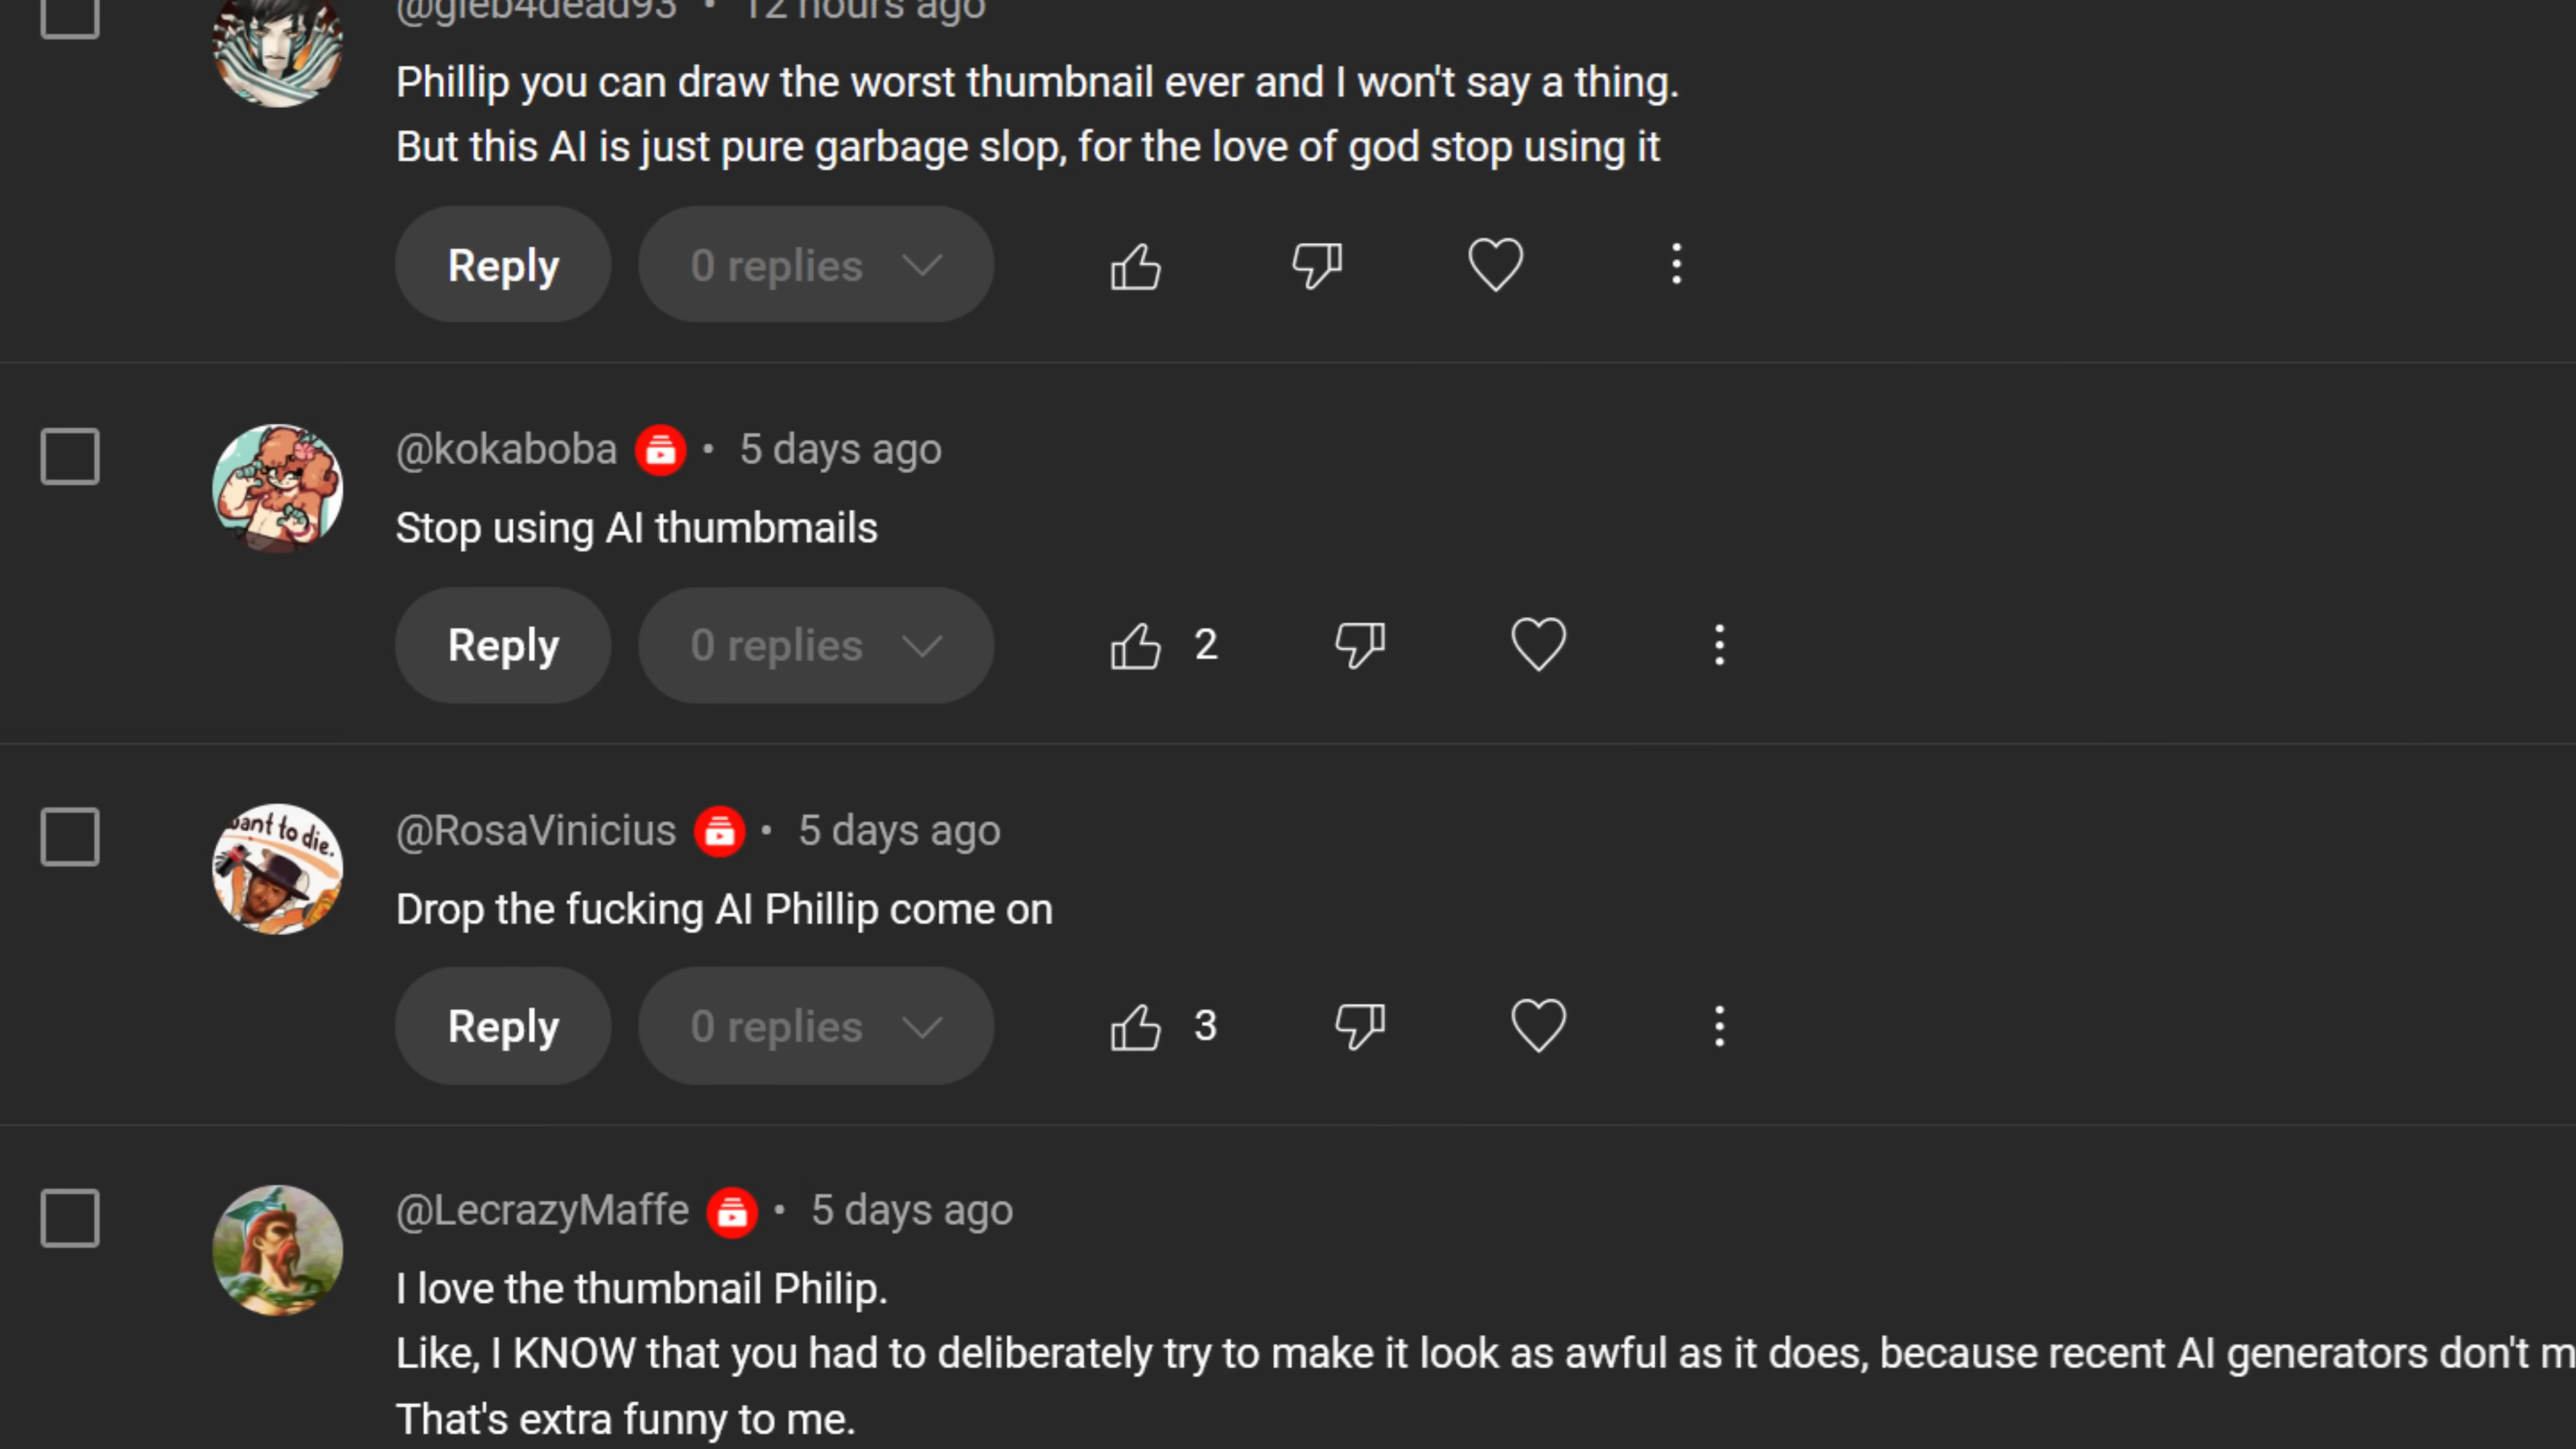 @gleb4dead93 • 12 hours ago
Phillip you can draw the worst thumbnail ever and I won't say a thing.
But this AI is just pure garbage slop, for the love of god stop using it
Reply 0 replies
@kokaboba • 5 days ago
Stop using AI thumbmails
Reply 0 replies 2
want to die.
@RosaVinicius • 5 days ago
Drop the fucking AI Phillip come on
Reply 0 replies 3
@LecrazyMaffe • 5 days ago
I love the thumbnail Philip.
Like, I KNOW that you had to deliberately try to make it look as awful as it does, because recent AI generators don't
That's extra funny to me.